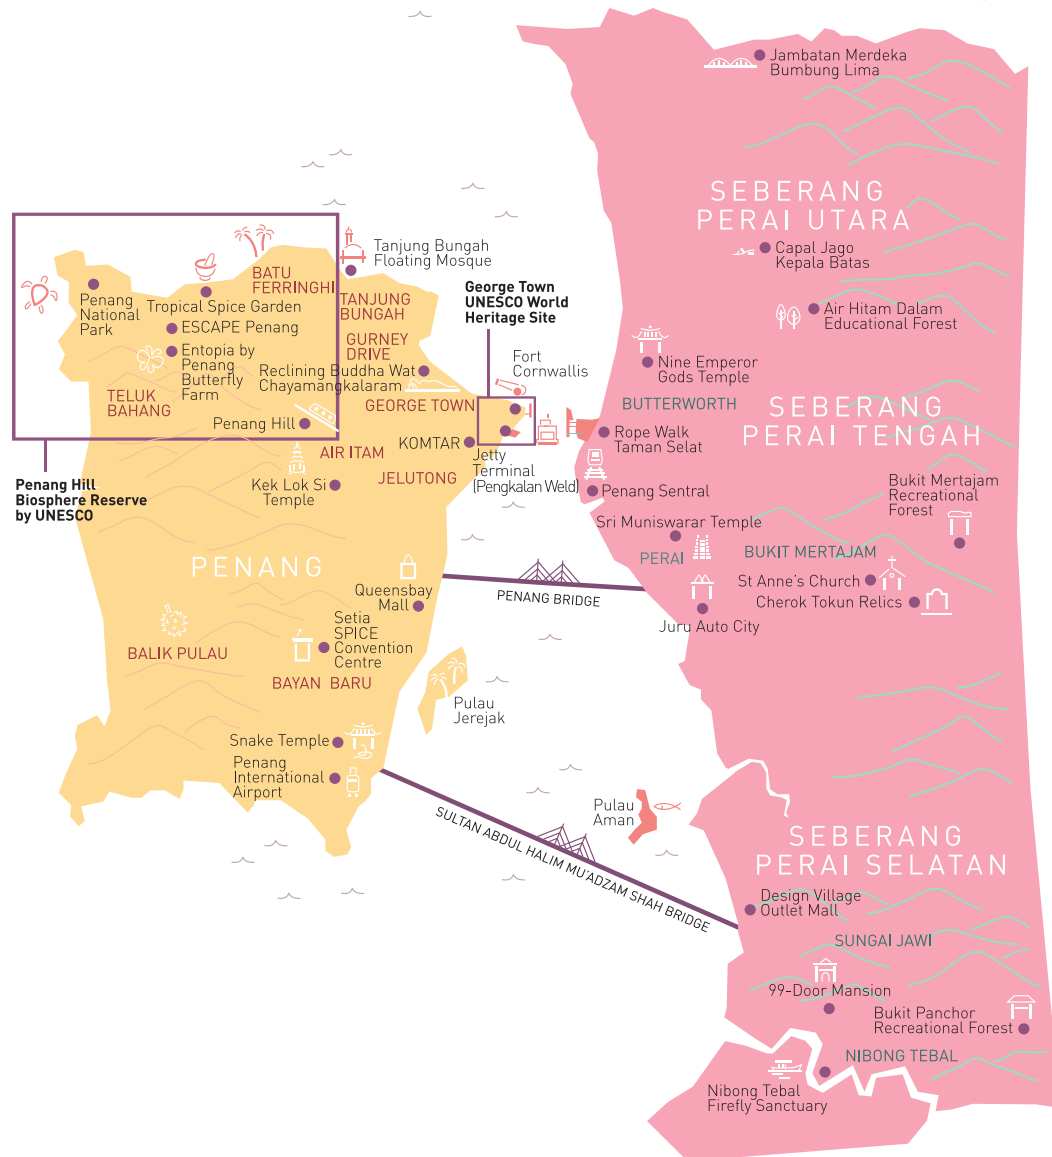 Jambatan Merdeka
Bumbung Lima
SEBERANG
PERAI UTARA
Capal Jago
Kepala Batas
Air Hitam Dalam
Educational Forest
Tanjung Bungah
Floating Mosque
BATU
FERRINGHI
Penang
National
Park
Tropical Spice Garden
ESCAPE Penang
Entopia by
Penang
Butterfly
Farm
TELUK
BAHANG
TANJUNG
BUNGAH
GURNEY
DRIVE
Reclining Buddha Wat
Chayamangkalaram
GEORGE TOWN
George Town
UNESCO World
Heritage Site
Fort
Cornwallis
Penang Hill
AIR ITAM
KOMTAR
JELUTONG
Jetty
Terminal
(Pengkalan Weld)
Kek Lok Si
Temple
Penang Hill
Biosphere Reserve
by UNESCO
Nine Emperor
Gods Temple
BUTTERWORTH
SEBERANG
PERAI TENGAH
Rope Walk
Taman Selat
Penang Sentral
Bukit Mertajam
Recreational
Forest
Sri Muniswarar Temple
PERAI
BUKIT MERTAJAM
St Anne's Church
Cherok Tokun Relics
Juru Auto City
PENANG
PENANG BRIDGE
Queensbay
Mall
Setia
SPICE
Convention
Centre
BALIK PULAU
BAYAN BARU
Pulau
Jerejak
Snake Temple
Penang
International
Airport
SULTAN ABDUL HALIM MU'ADZAM SHAH BRIDGE
Pulau
Aman
SEBERANG
PERAI SELATAN
Design Village
Outlet Mall
SUNGAI JAWI
99-Door Mansion
Bukit Panchor
Recreational Forest
NIBONG TEBAL
Nibong Tebal
Firefly Sanctuary